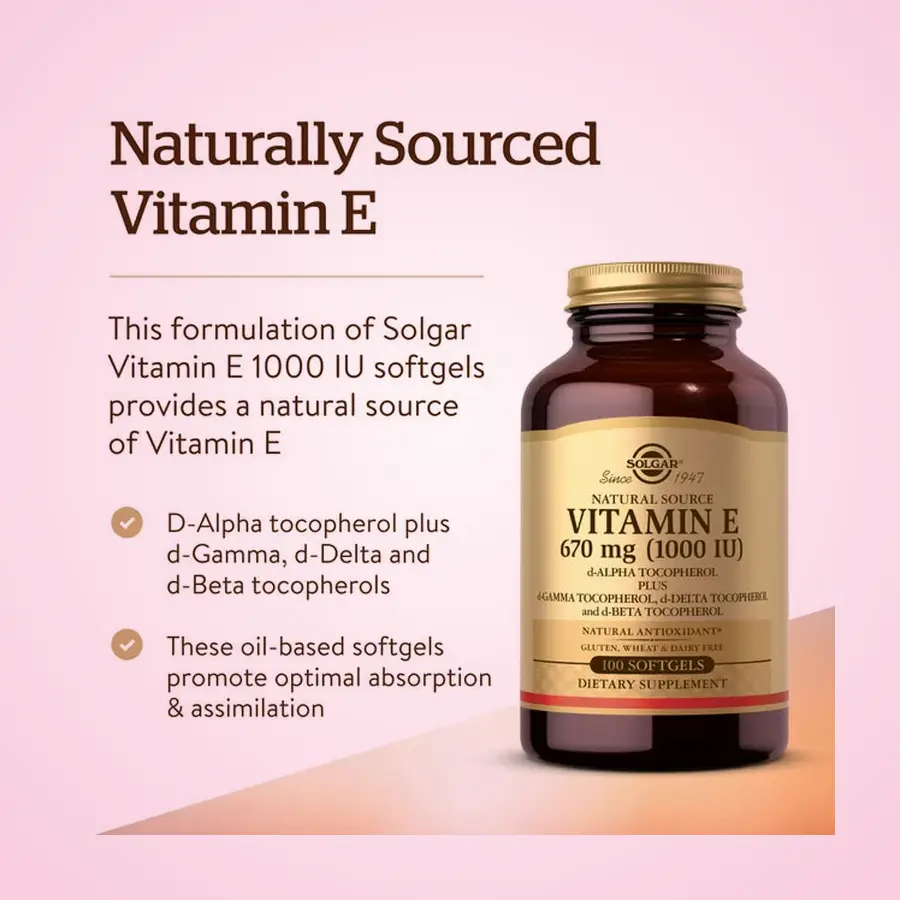 Naturally Sourced
Vitamin E
This formulation of Solgar
Vitamin E 1000 IU softgels
provides a natural source
of Vitamin E
D-Alpha tocopherol plus
d-Gamma, d-Delta and
d-Beta tocopherols
These oil-based softgels
promote optimal absorption
& assimilation
SOLGAR®
Since 1947
NATURAL SOURCE
VITAMIN E
670 mg (1000 IU)
d-ALPHA TOCOPHEROL
PLUS
d-GAMMA TOCOPHEROL, d-DELTA TOCOPHEROL
and d-BETA TOCOPHEROL
NATURAL ANTIOXIDANT*
GLUTEN, WHEAT & DAIRY FREE
100 SOFTGELS
DIETARY SUPPLEMENT